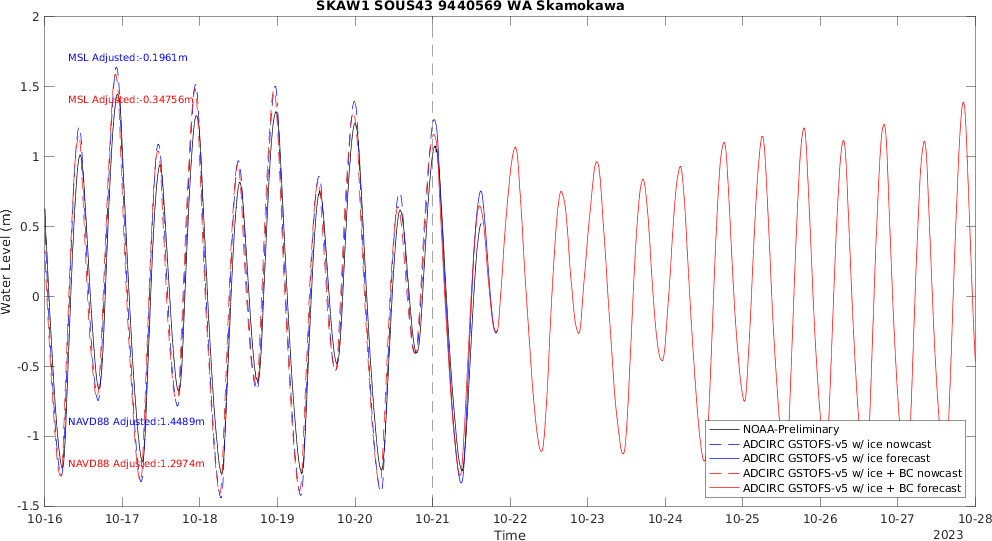 SKAW1 SOUS43 9440569 WA Skamokawa
2
1.5
1
0.5
0
-0.5
-1
-1.5
Water Level (m)
MSL Adjusted:-0.1961m
MSL Adjusted:-0.34756m
NAVD88 Adjusted:1.4489m
NAVD88 Adjusted:1.2974m
NOAA-Preliminary
ADCIRC GSTOFS-v5 w/ ice nowcast
ADCIRC GSTOFS-v5 w/ ice forecast
ADCIRC GSTOFS-v5 w/ ice + BC nowcast
ADCIRC GSTOFS-v5 w/ ice + BC forecast
10-16 10-17 10-18 10-19 10-20 10-21 10-22 10-23 10-24 10-25 10-26 10-27 10-28
Time
2023